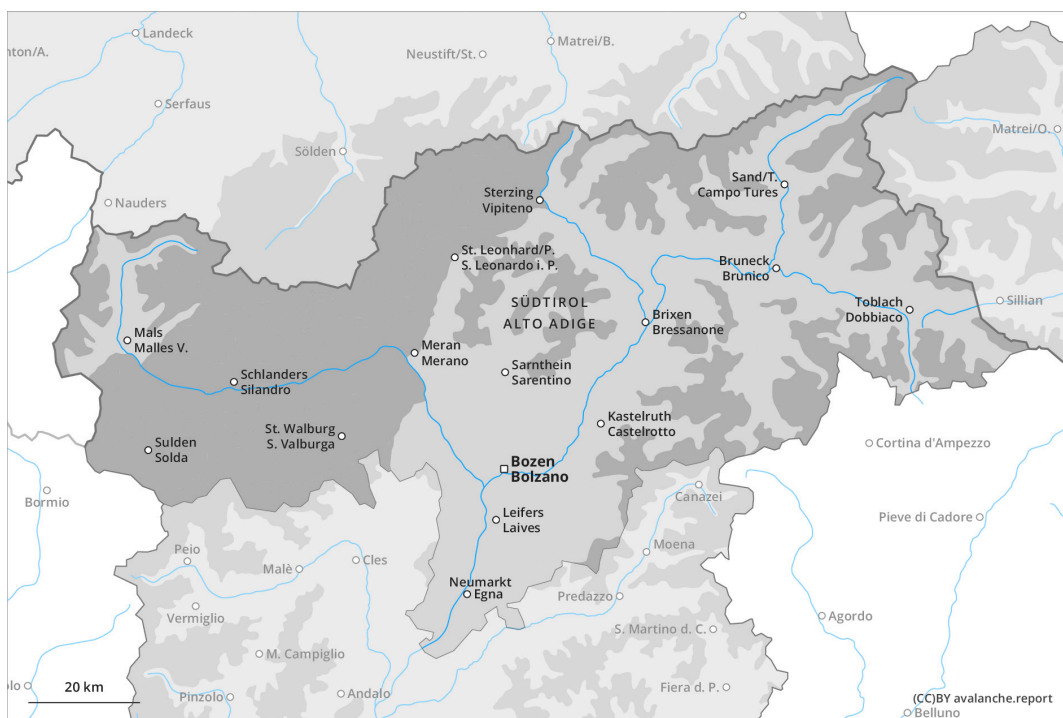 Landeck
Matrei/B.
Neustift/St.
nton/A.
Serfaus
Matrei/O.
Sölden
Sand/T.
Campo Tures
Sterzing
Vipiteno
Nauders
St. Leonhard/P.
S. Leonardo i. P.
Bruneck
Brunico
SÜDTIROL
ALTO ADIGE
Toblach
Dobbiaco
Sillian
Brixen
Bressanone
Mals
Malles V.
Meran
Merano
Sarnthein
Sarentino
Schlanders
Silandro
Kastelruth
Castelrotto
St. Walburg
S. Valburga
Sulden
Solda
Cortina d'Ampezzo
Bozen
Bolzano
Bormio
Canazei
Leifers
Laives
Pieve di Cadore
Peio
Malè
Cles
Moena
Neumarkt
Egna
Predazzo
Vermiglio
Agordo
S. Martino d. C.
M. Campiglio
olo
20 km
Pinzolo
Andalo
Fiera d. P.
(CC)BY avalanche.report
Belluno